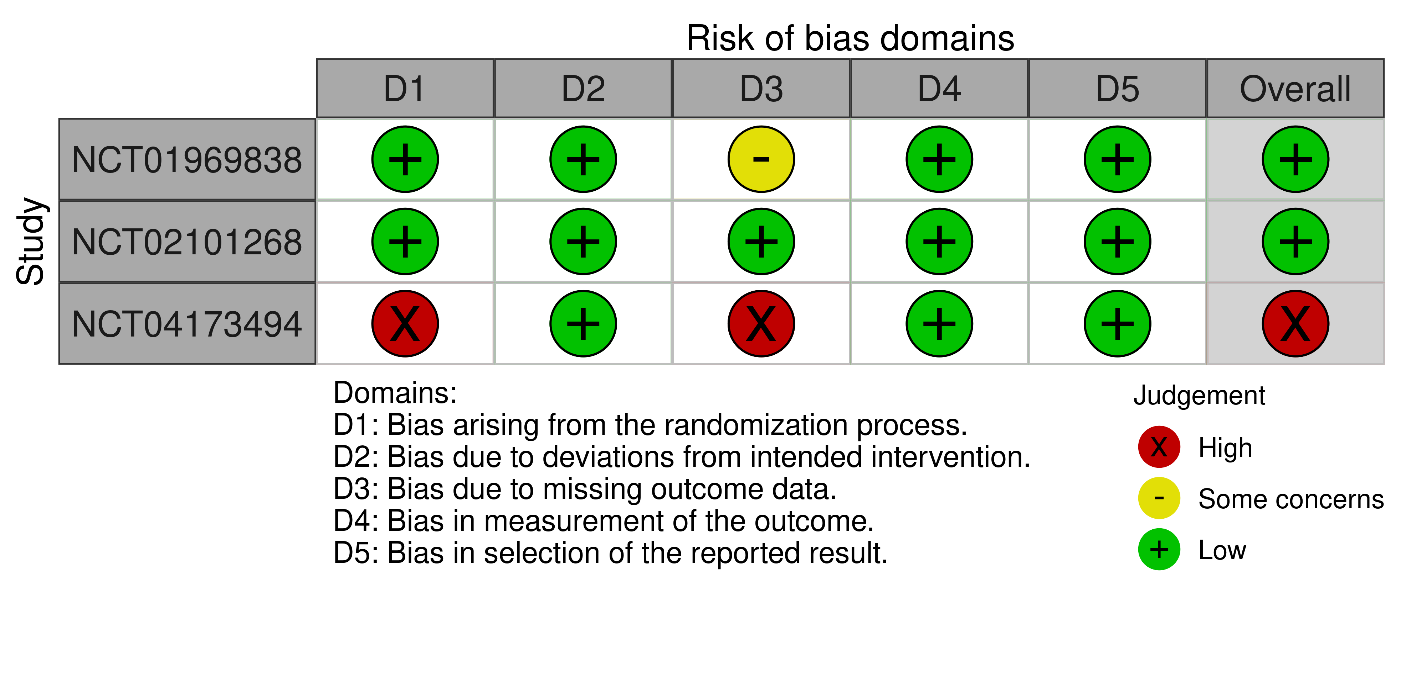 Risk of bias domains
D1 D2 D3 D4 D5 Overall
Study
NCT01969838 + + - + + +
NCT02101268 + + + + + +
NCT04173494 X + X + + X
Domains:
D1: Bias arising from the randomization process.
D2: Bias due to deviations from intended intervention.
D3: Bias due to missing outcome data.
D4: Bias in measurement of the outcome.
D5: Bias in selection of the reported result.
Judgement
X High
- Some concerns
+ Low